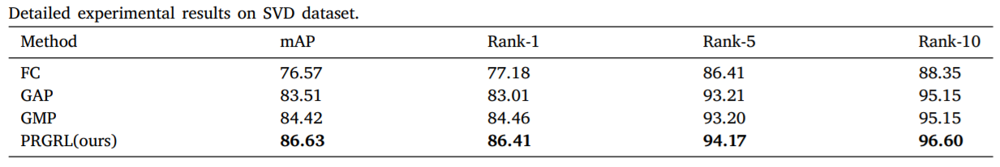 Detailed experimental results on SVD dataset.
Method mAP Rank-1 Rank-5 Rank-10
FC 76.57 77.18 86.41 88.35
GAP 83.51 83.01 93.21 95.15
GMP 84.42 84.46 93.20 95.15
PRGRL(ours) 86.63 86.41 94.17 96.60